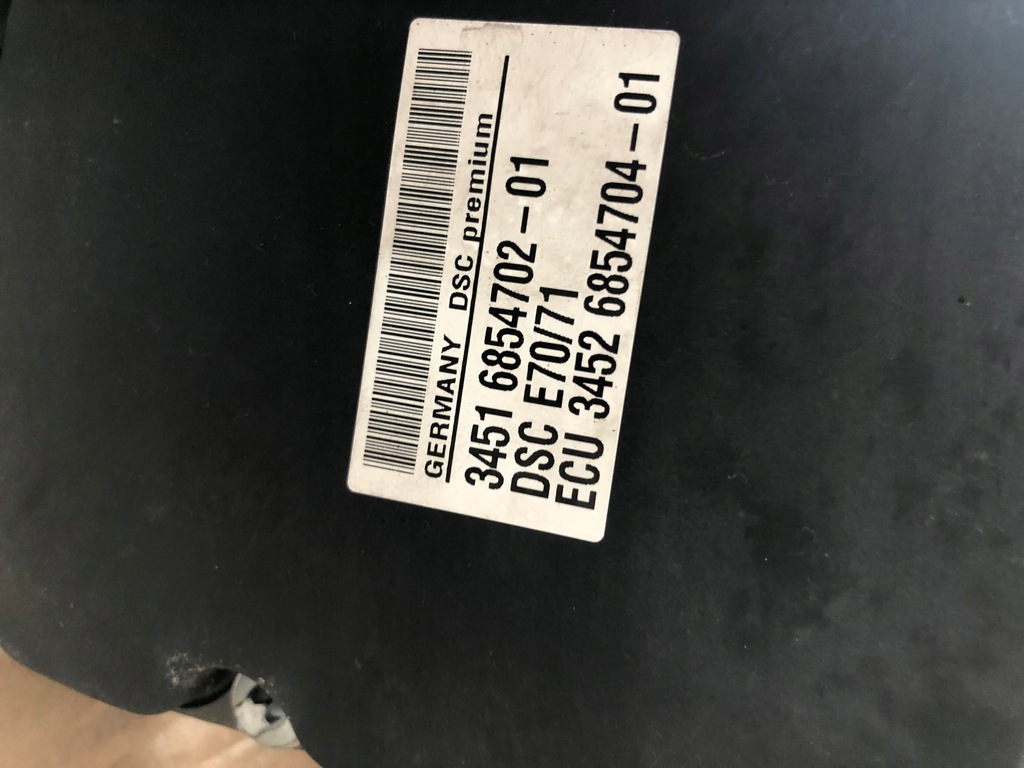 GERMANY DSC premium
3451 6854702-01
DSC E70/71
ECU 3452 6854704-01